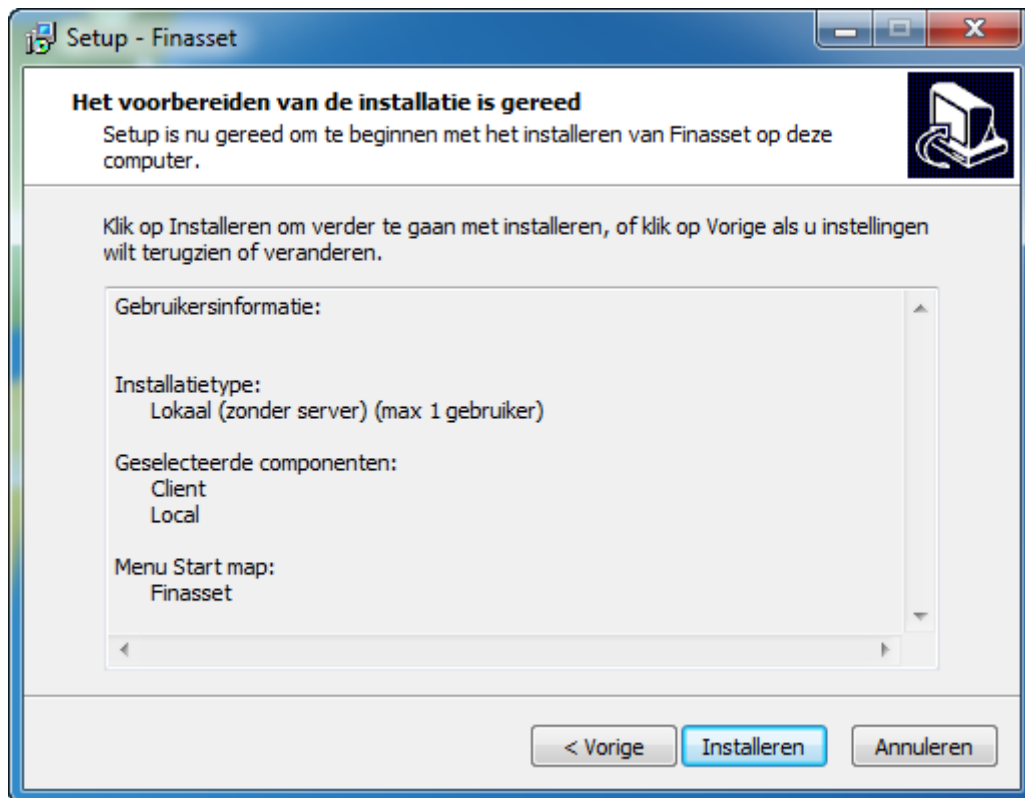 Setup - Finasset
Het voorbereiden van de installatie is gereed
Setup is nu gereed om te beginnen met het installeren van Finasset op deze
computer.
Klik op Installeren om verder te gaan met installeren, of klik op Vorige als u instellingen
wilt terugzien of veranderen.
Gebruikersinformatie:
Installatietype:
Lokaal (zonder server) (max 1 gebruiker)
Geselecteerde componenten:
Client
Local
Menu Start map:
Finasset
< Vorige
Installeren
Annuleren